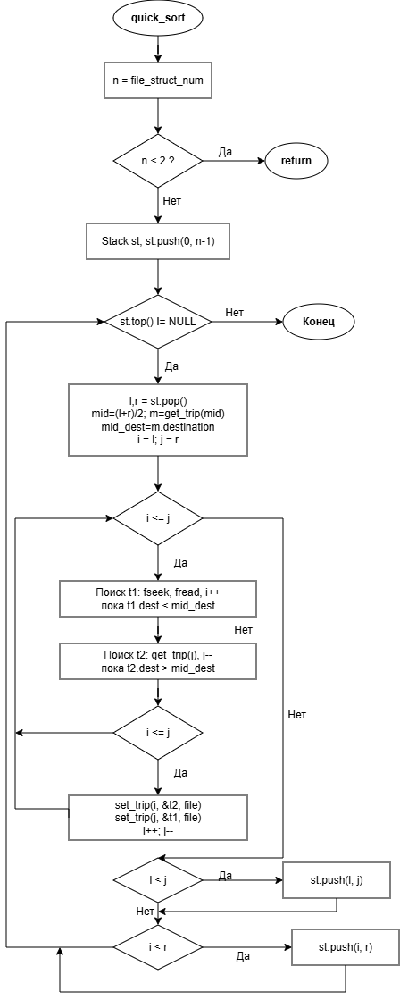 quick_sort
n = file_struct_num
n < 2 ?
Да
return
Нет
Stack st; st.push(0, n-1)
st.top() != NULL
Нет
Конец
Да
l,r = st.pop()
mid=(l+r)/2; m=get_trip(mid)
mid_dest=m.destination
i = l; j = r
i <= j
Да
Поиск t1: fseek, fread, i++
пока t1.dest < mid_dest
Нет
Поиск t2: get_trip(j), j--
пока t2.dest > mid_dest
i <= j
Нет
Да
set_trip(i, &t2, file)
set_trip(j, &t1, file)
i++; j--
l < j
Да
st.push(l, j)
Нет
i < r
Да
st.push(i, r)